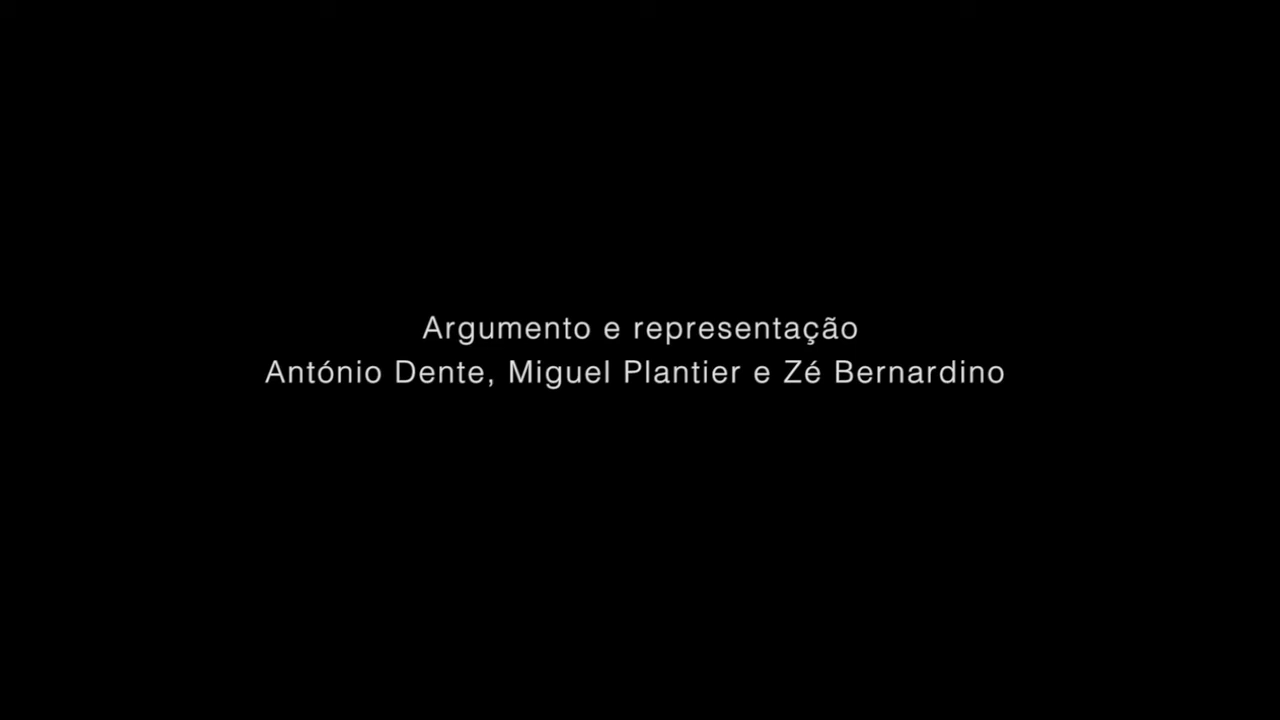 Argumento e representação
António Dente, Miguel Plantier e Zé Bernardino